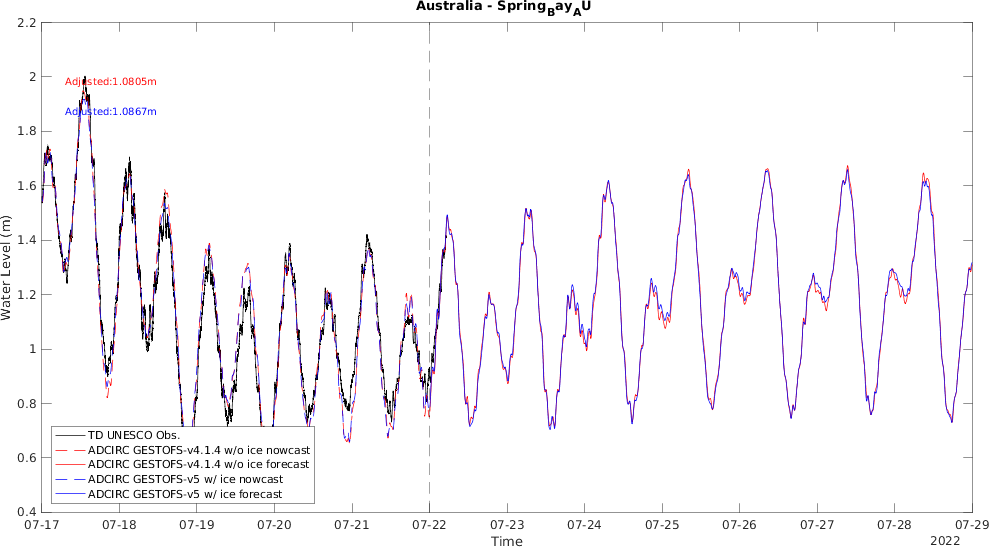 Australia - Spring_Bay_AU
2.2
2
1.8
1.6
1.4
1.2
1
0.8
0.6
0.4
Water Level (m)
Adjusted:1.0805m
Adjusted:1.0867m
TD UNESCO Obs.
ADCIRC GESTOFS-v4.1.4 w/o ice nowcast
ADCIRC GESTOFS-v4.1.4 w/o ice forecast
ADCIRC GESTOFS-v5 w/ ice nowcast
ADCIRC GESTOFS-v5 w/ ice forecast
07-17 07-18 07-19 07-20 07-21 07-22 07-23 07-24 07-25 07-26 07-27 07-28 07-29
Time
2022